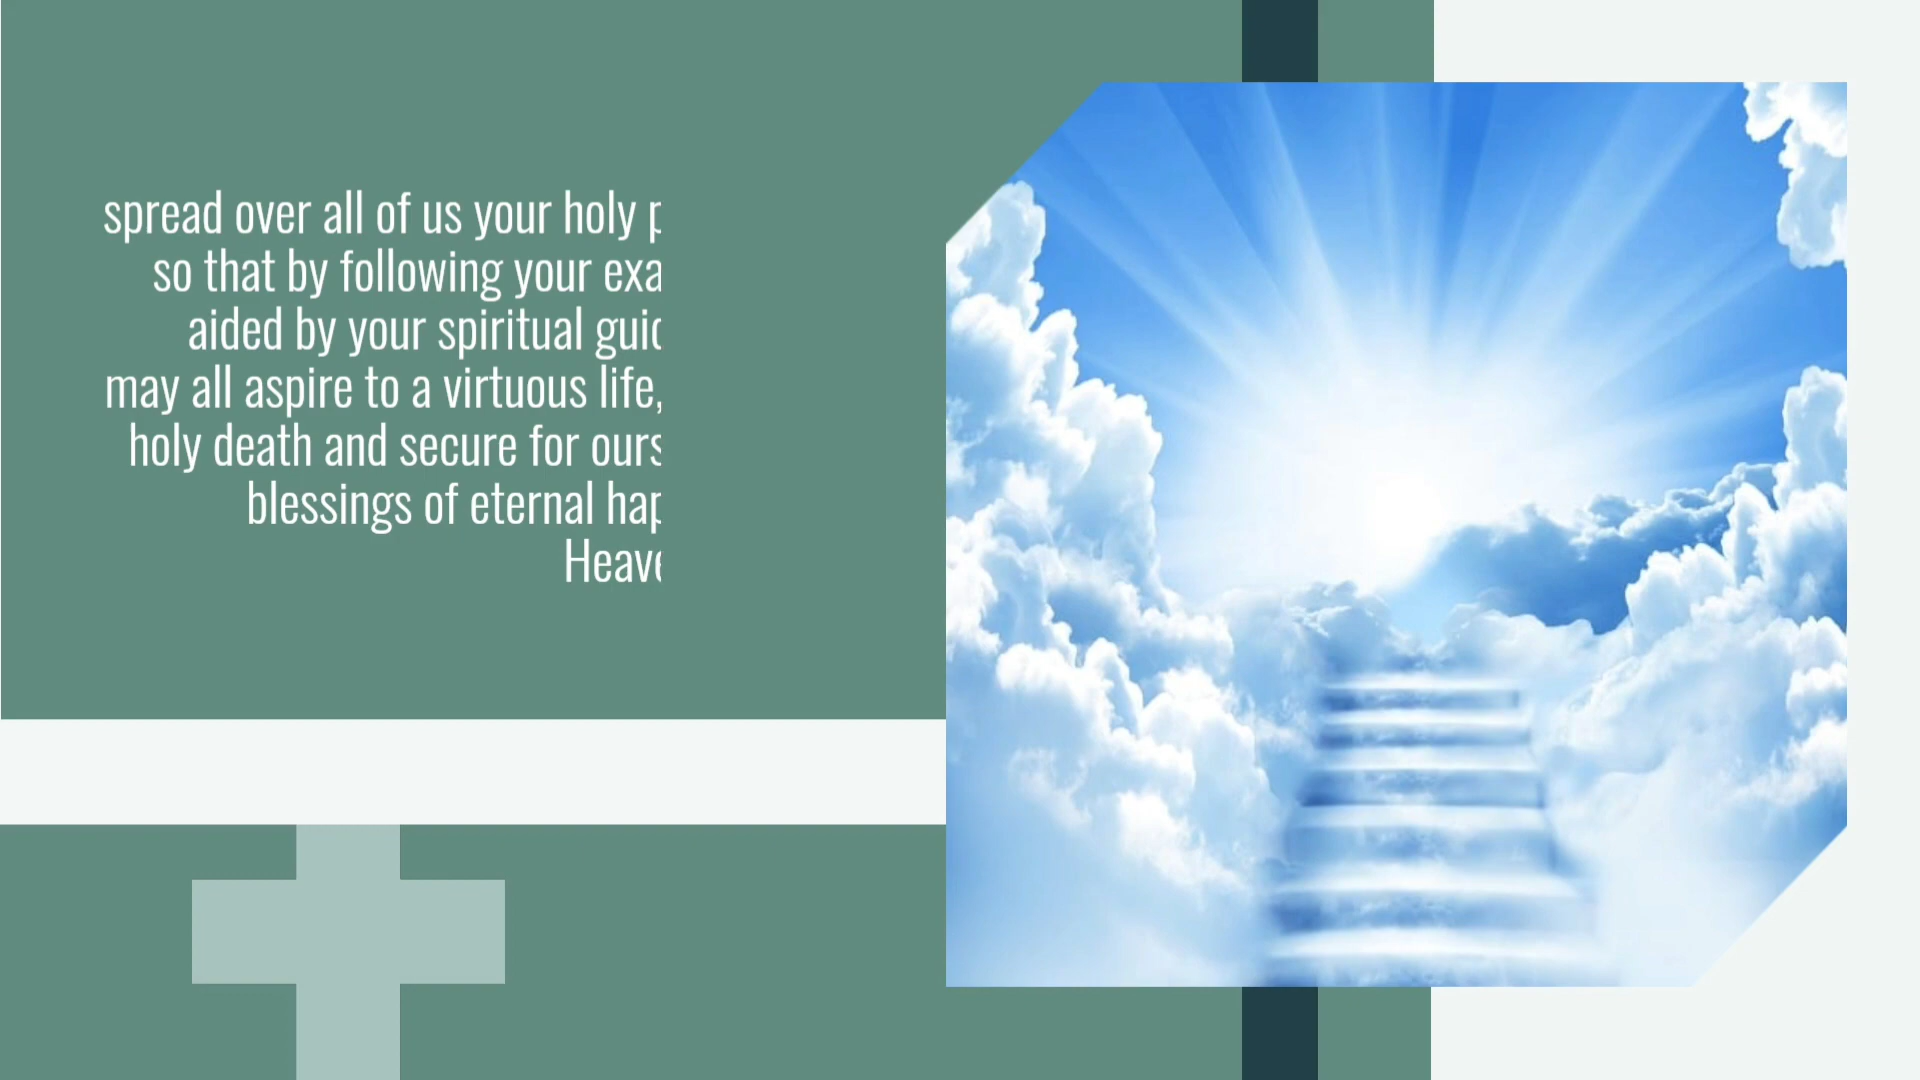 spread over all of us your holy
so that by following your
aided by your spiritual
may all aspire to a virtuous life,
holy death and secure for
blessings of eternal